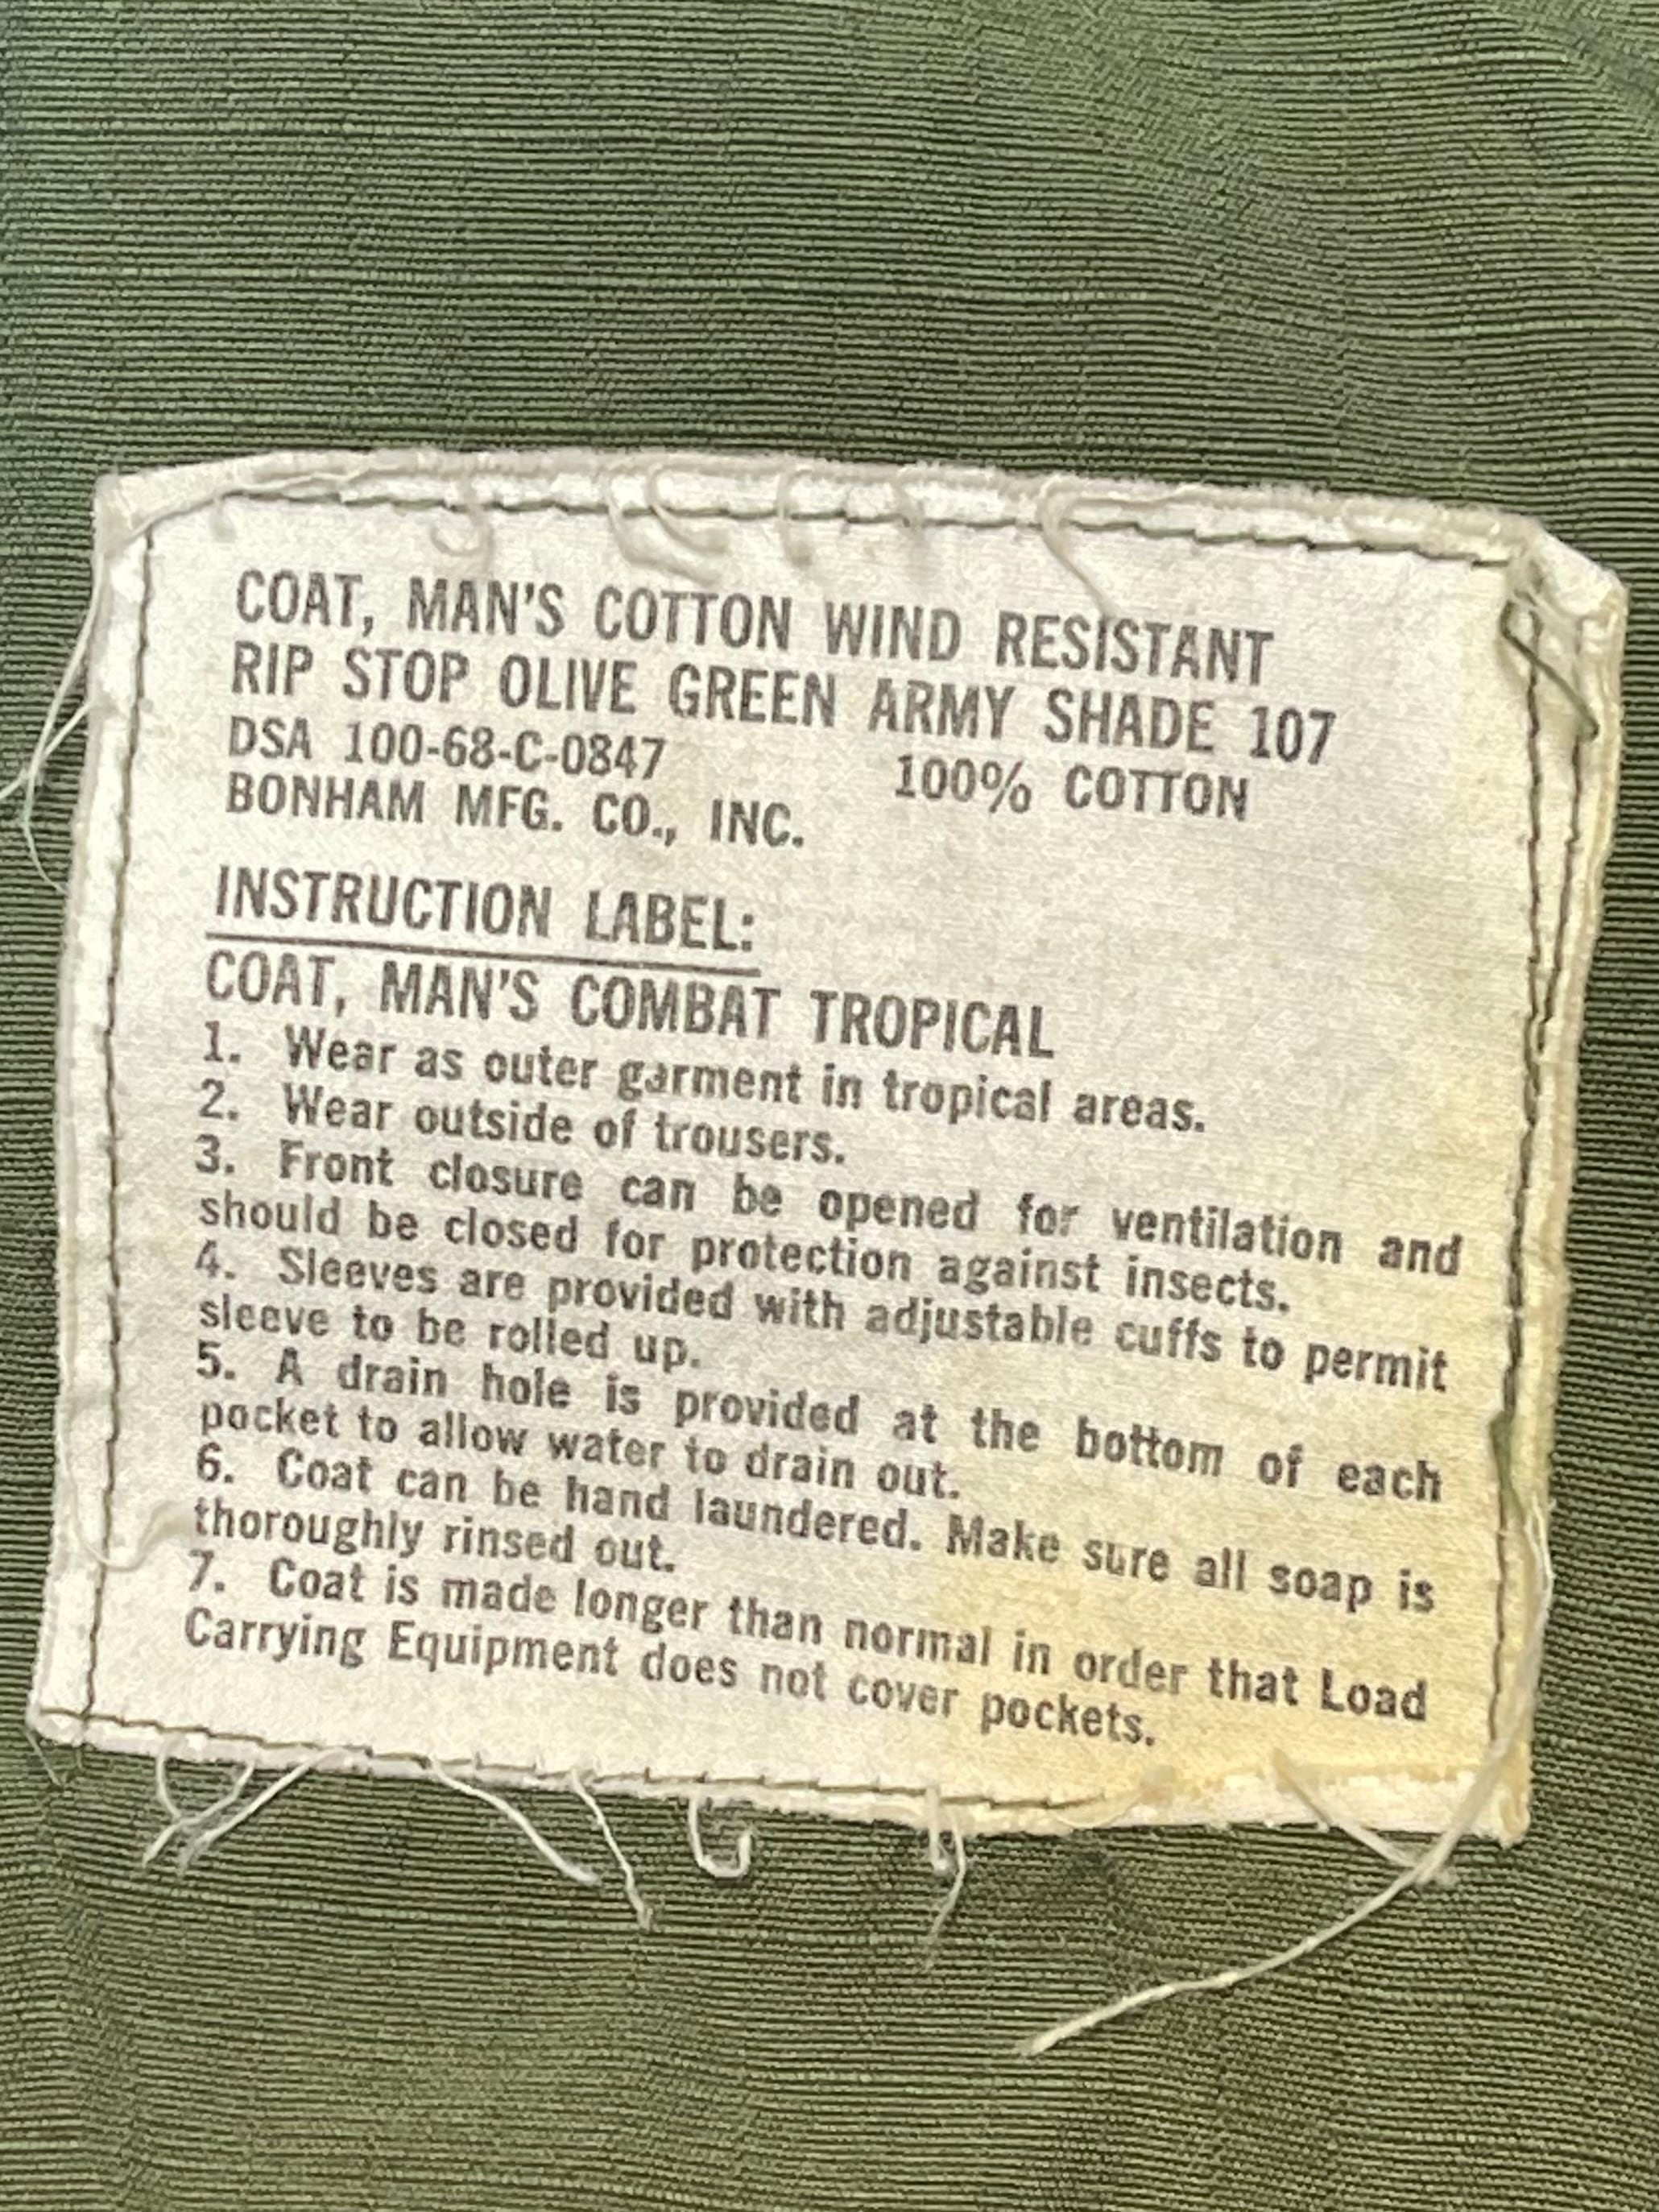 COAT, MAN'S COTTON WIND RESISTANT
RIP STOP OLIVE GREEN ARMY SHADE 107
DSA 100-68-C-0847 100% COTTON
BONHAM MFG. CO., INC.
INSTRUCTION LABEL:
COAT, MAN'S COMBAT TROPICAL
1. Wear as outer garment in tropical areas.
2. Wear outside of trousers.
3. Front closure can be opened for ventilation and
should be closed for protection against insects.
4. Sleeves are provided with adjustable cuffs to permit
sleeve to be rolled up.
5. A drain hole is provided at the bottom of each
pocket to allow water to drain out.
6. Coat can be hand laundered. Make sure all soap is
thoroughly rinsed out.
7. Coat is made longer than normal in order that Load
Carrying Equipment does not cover pockets.